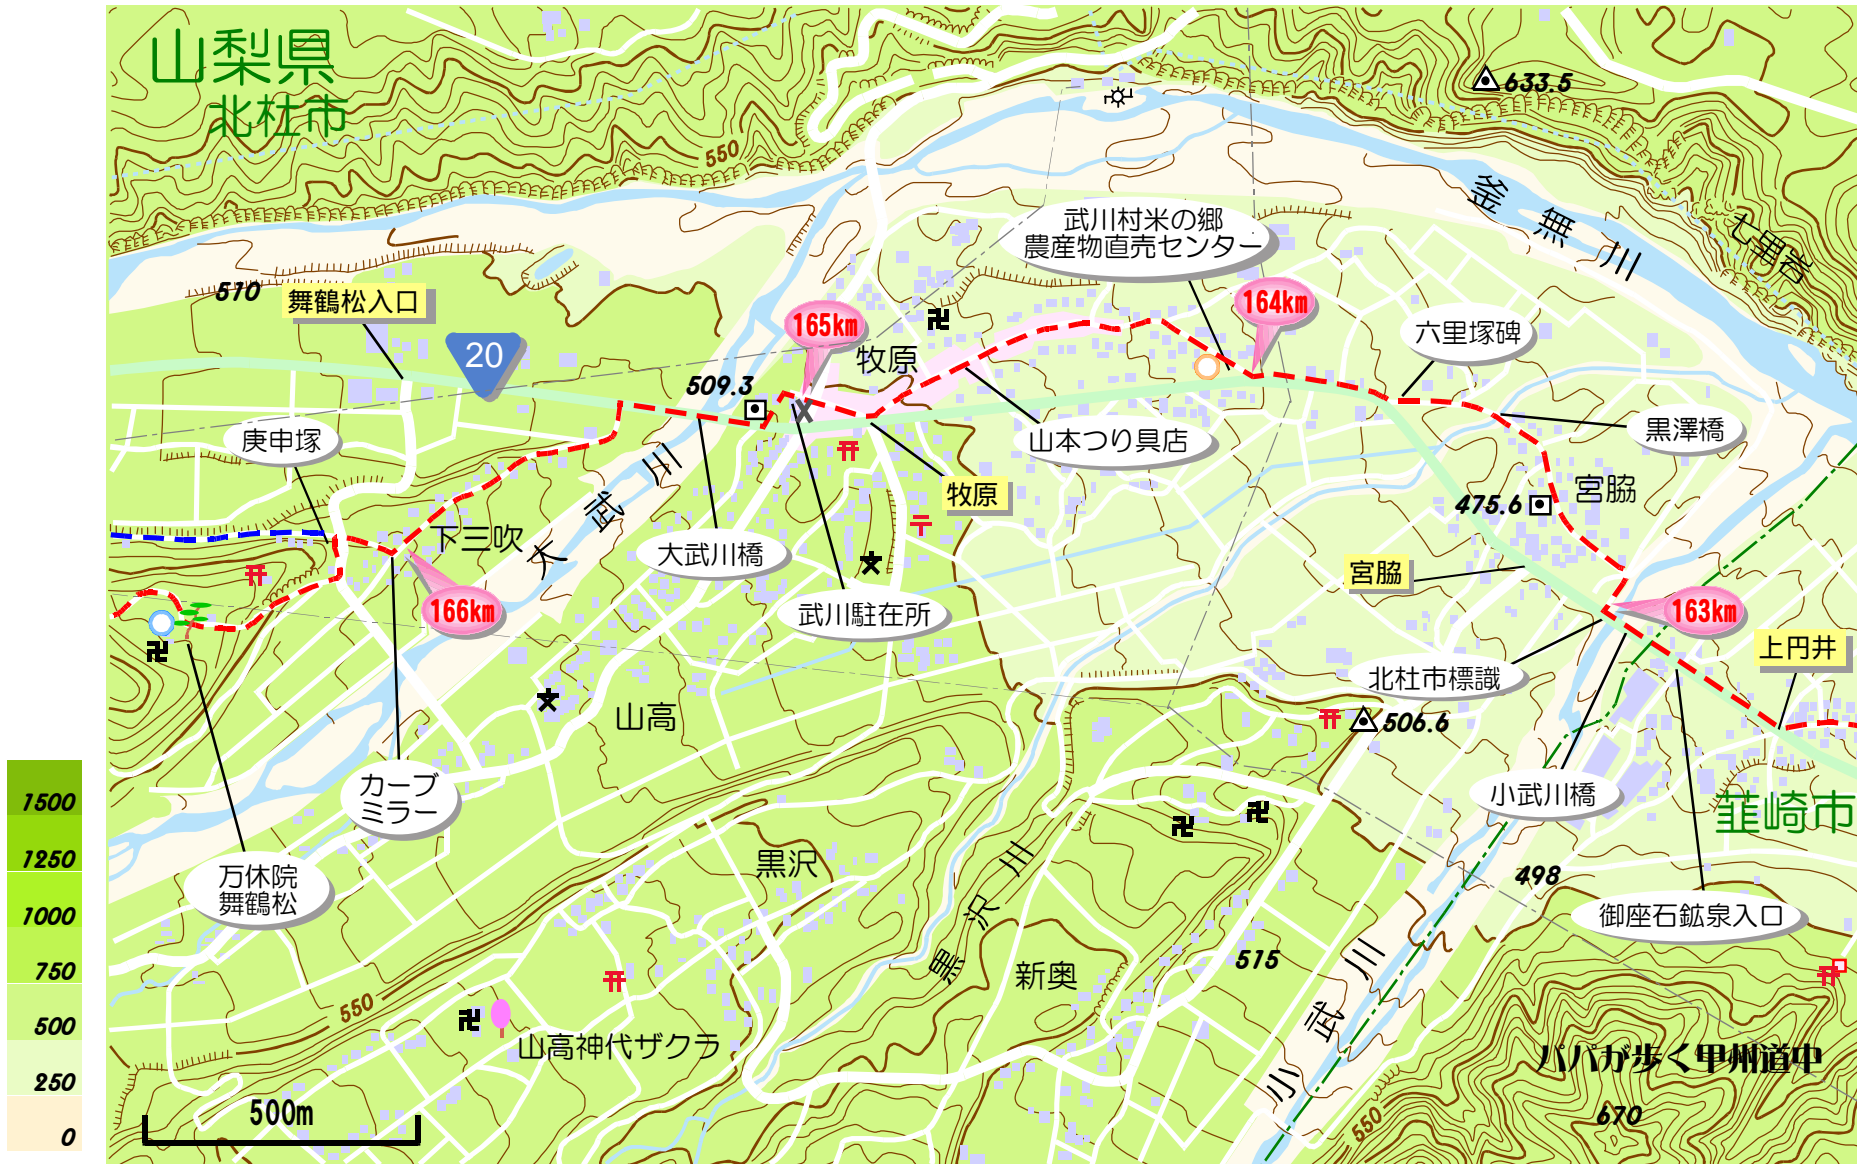 山梨県
北杜市
633.5
550
釜無川
七里岩
武川村米の郷
農産物直売センター
510
舞鶴松入口
165km
164km
六里塚碑
20
牧原
509.3
庚申塚
山本つり具店
黒澤橋
大武川
牧原
宮脇
475.6
下三吹
大武川橋
宮脇
166km
武川駐在所
163km
上円井
北杜市標識
山高
506.6
カーブ
ミラー
小武川橋
韮崎市
1500
1250
1000
750
500
250
0
万休院
舞鶴松
黒沢
498
黒沢川
御座石鉱泉入口
新奥
515
小武川
550
山高神代ザクラ
パパが歩く甲州道中
500m
550
670